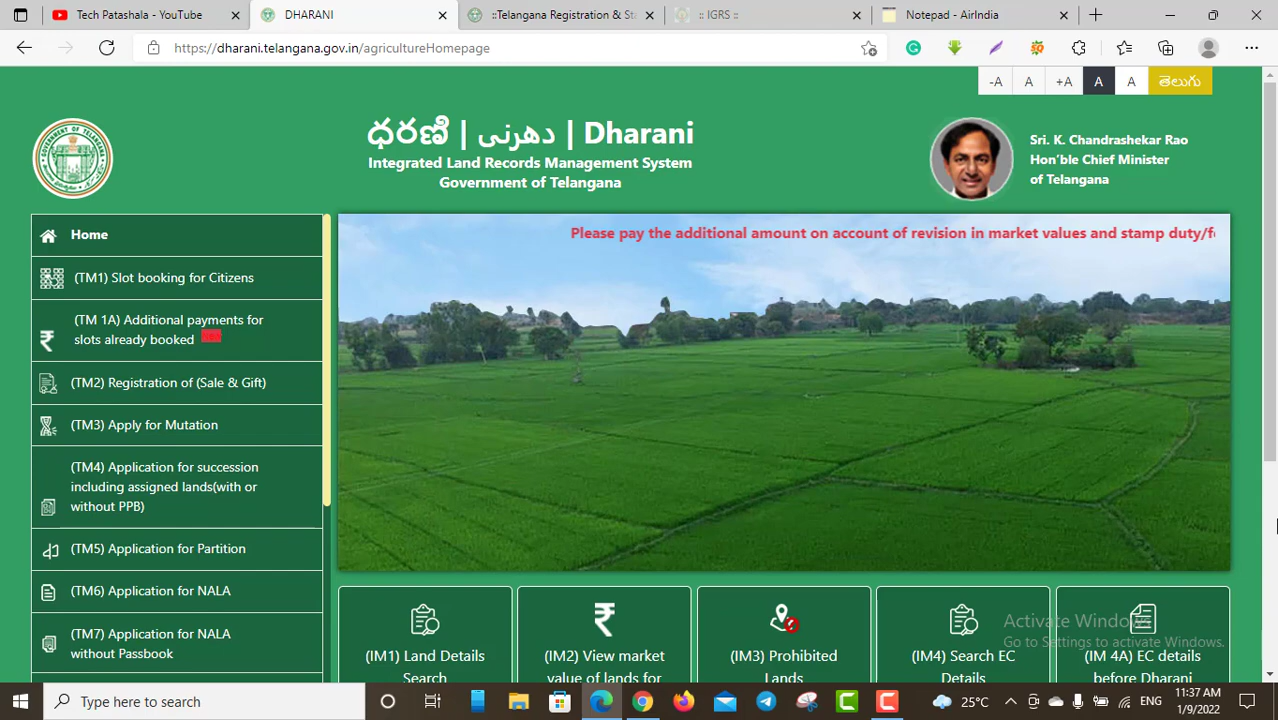 Tech Patashala - YouTube
DHARANI
::Telangana Registration & Sta
:: IGRS ::
Notepad - AirIndia
https://dharani.telangana.gov.in/agricultureHomepage
-A A +A A A తెలుగు
ధరణి | دھرنی | Dharani
Integrated Land Records Management System
Government of Telangana
Sri. K. Chandrashekar Rao
Hon'ble Chief Minister
of Telangana
Home
(TM1) Slot booking for Citizens
(TM 1A) Additional payments for
slots already booked
(TM2) Registration of (Sale & Gift)
(TM3) Apply for Mutation
(TM4) Application for succession
including assigned lands(with or
without PPB)
(TM5) Application for Partition
(TM6) Application for NALA
(TM7) Application for NALA
without Passbook
Please pay the additional amount on account of revision in market values and stamp duty/fe
(IM1) Land Details
Search
(IM2) View market
value of lands for
(IM3) Prohibited
Lands
(IM4) Search EC
Details
(IM 4A) EC details
before Dharani
Activate Windows
Go to Settings to activate Windows.
Type here to search
25°C
ENG
11:37 AM
1/9/2022